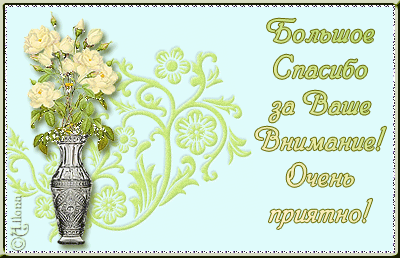 Большое
Спасибо
за Ваше
Внимание!
Очень
приятно!